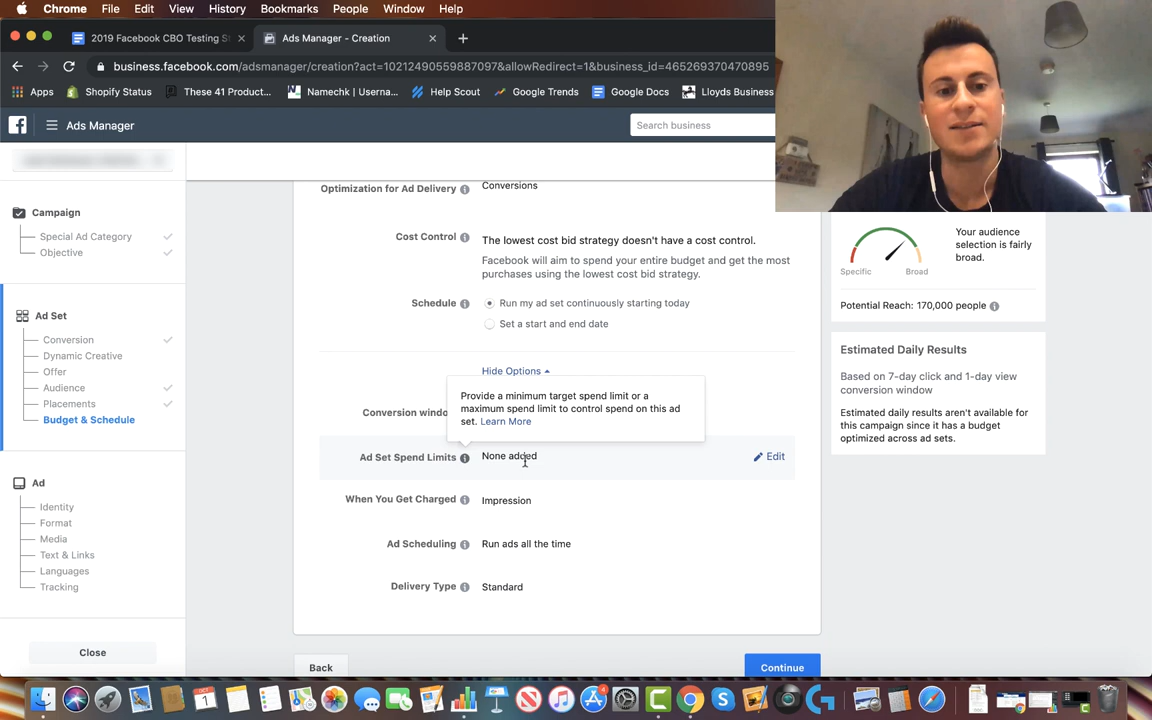 Chrome File Edit View History Bookmarks People Window Help
2019 Facebook CBO Testing St
Ads Manager - Creation
business.facebook.com/adsmanager/creation?act=10212490559887097&allowRedirect=1&business_id=465269370470895
Apps Shopify Status These 41 Product... Namechk | Userna... Help Scout Google Trends Google Docs Lloyds Business
Ads Manager
Search business
Campaign
Special Ad Category
Objective
Ad Set
Conversion
Dynamic Creative
Offer
Audience
Placements
Budget & Schedule
Ad
Identity
Format
Media
Text & Links
Languages
Tracking
Close
Optimization for Ad Delivery
Conversions
Cost Control
The lowest cost bid strategy doesn't have a cost control.
Facebook will aim to spend your entire budget and get the most
purchases using the lowest cost bid strategy.
Schedule
Run my ad set continuously starting today
Set a start and end date
Hide Options
Provide a minimum target spend limit or a
maximum spend limit to control spend on this ad
set. Learn More
Conversion windo
Ad Set Spend Limits
None added
Edit
When You Get Charged
Impression
Ad Scheduling
Run ads all the time
Delivery Type
Standard
Back
Continue
Your audience
selection is fairly
broad.
Specific
Broad
Potential Reach: 170,000 people
Estimated Daily Results
Based on 7-day click and 1-day view
conversion window
Estimated daily results aren't available for
this campaign since it has a budget
optimized across ad sets.